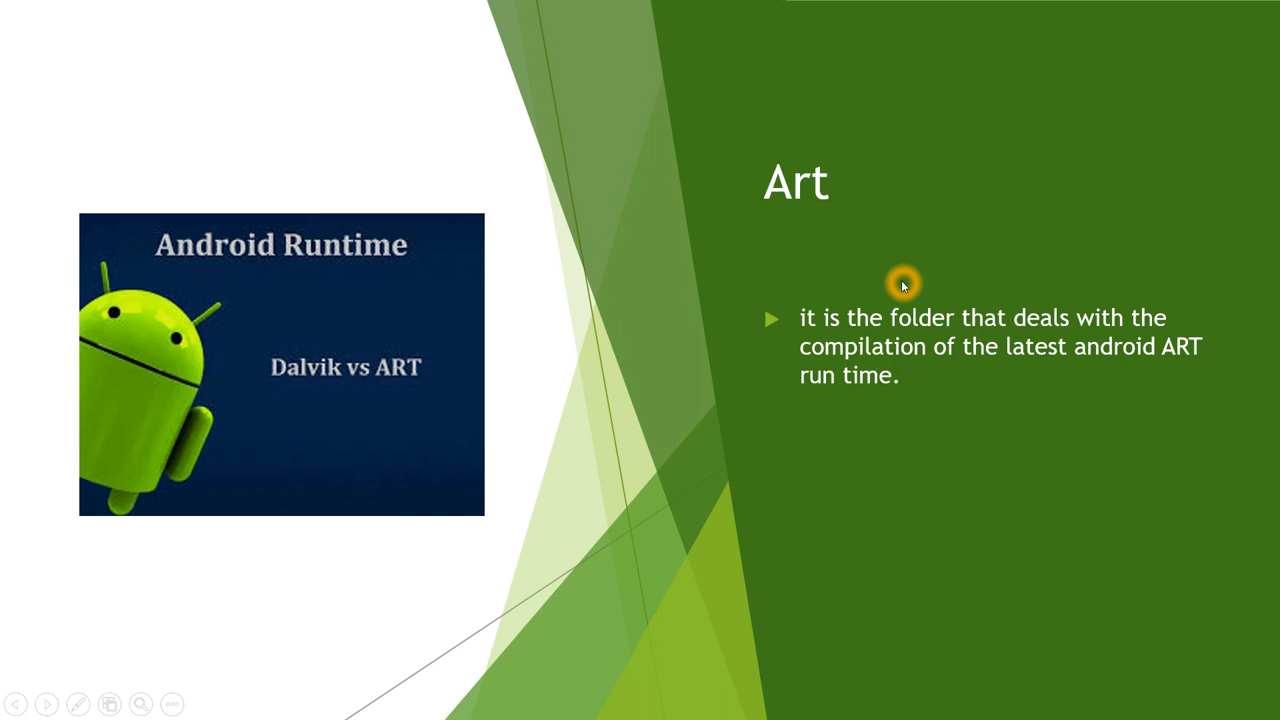 Android Runtime
Dalvik vs ART
Art
it is the folder that deals with the
compilation of the latest android ART
run time.